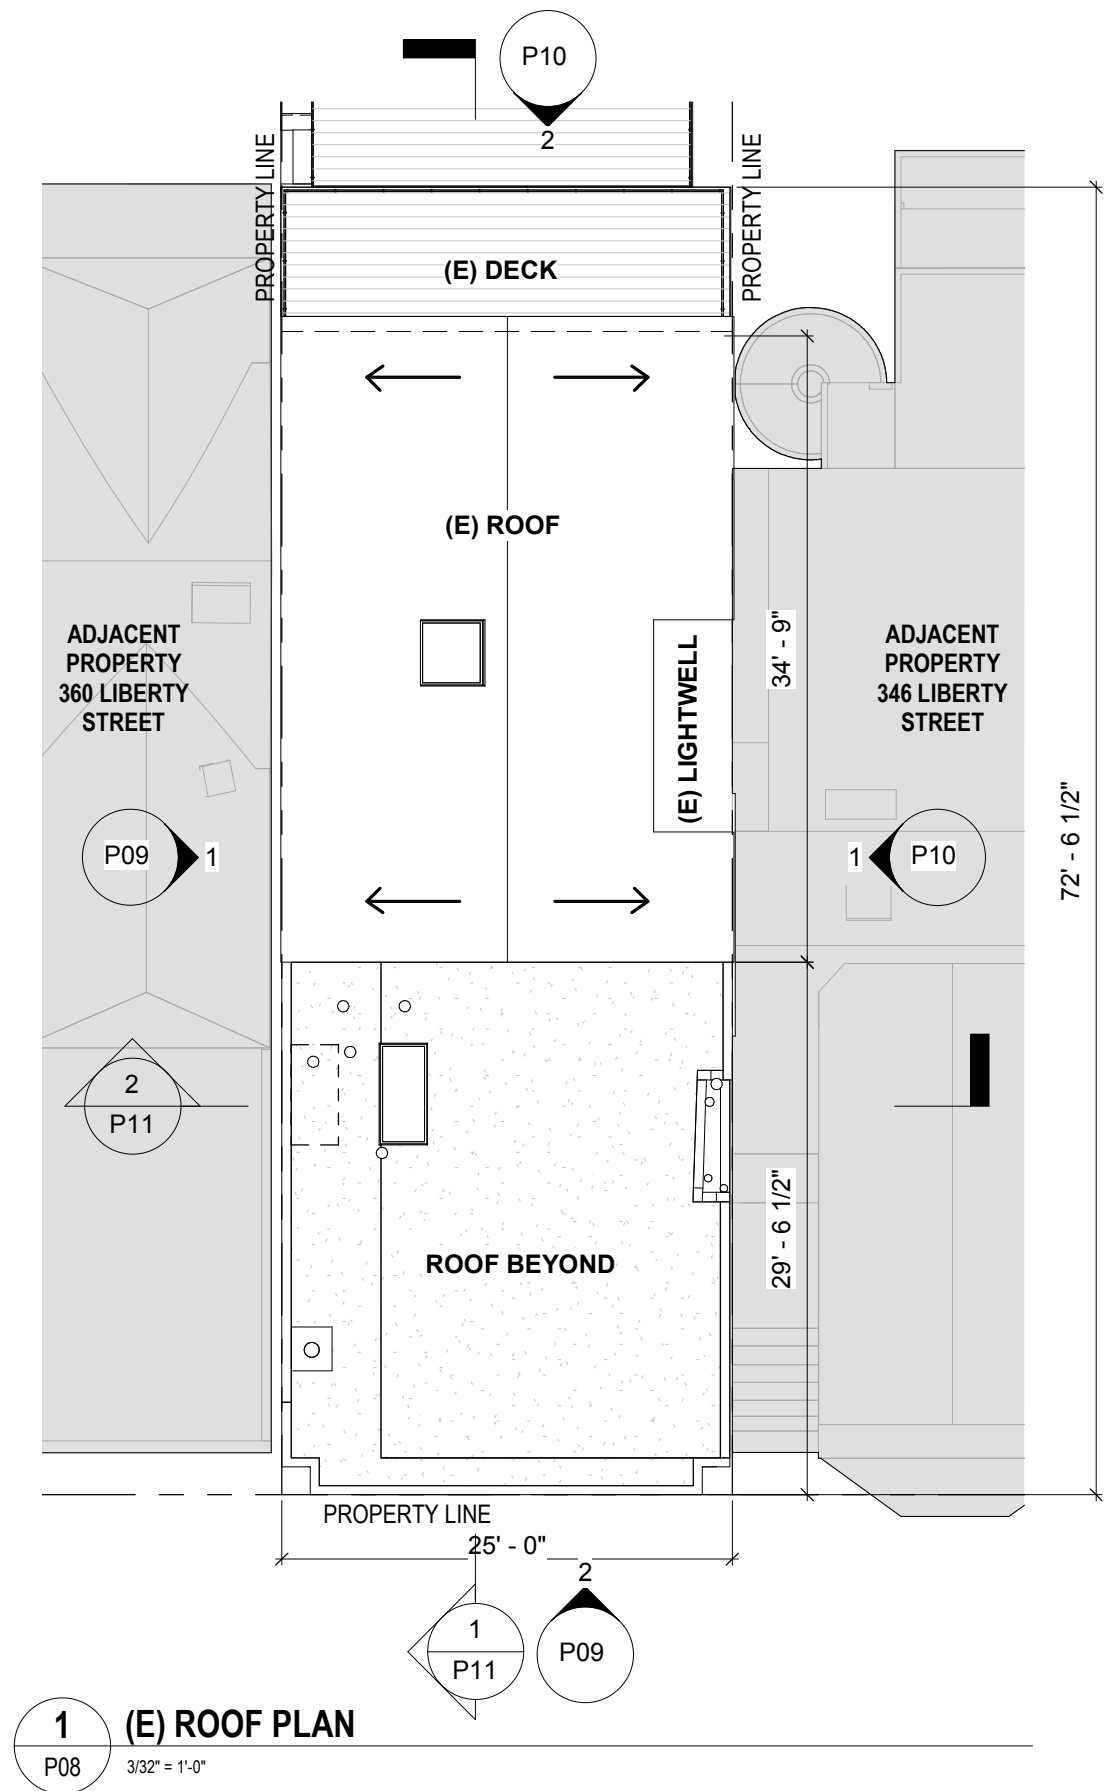 P10
2
PROPERTY LINE
PROPERTY LINE
(E) DECK
(E) ROOF
ADJACENT
PROPERTY
360 LIBERTY
STREET
(E) LIGHTWELL
34' - 9"
ADJACENT
PROPERTY
346 LIBERTY
STREET
72' - 6 1/2"
P09
1
1
P10
2
P11
29' - 6 1/2"
ROOF BEYOND
PROPERTY LINE
25' - 0"
2
1
P11
P09
1
P08
(E) ROOF PLAN
3/32" = 1'-0"